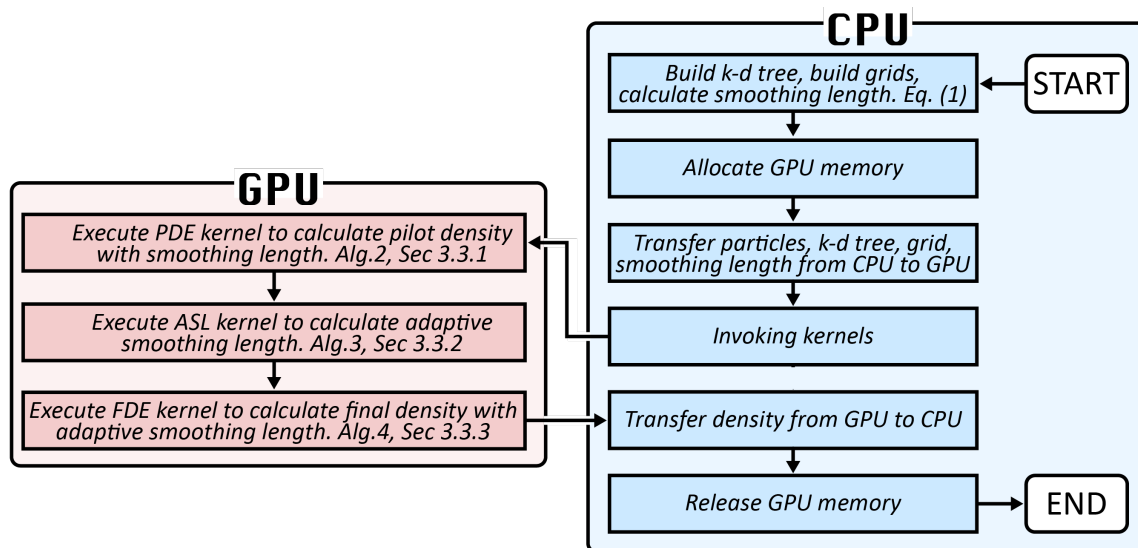 CPU
START
Build k-d tree, build grids,
calculate smoothing length. Eq. (1)
Allocate GPU memory
Transfer particles, k-d tree, grid,
smoothing length from CPU to GPU
Invoking kernels
GPU
Execute PDE kernel to calculate pilot density
with smoothing length. Alg.2, Sec 3.3.1
Execute ASL kernel to calculate adaptive
smoothing length. Alg.3, Sec 3.3.2
Execute FDE kernel to calculate final density with
adaptive smoothing length. Alg.4, Sec 3.3.3
Transfer density from GPU to CPU
Release GPU memory
END